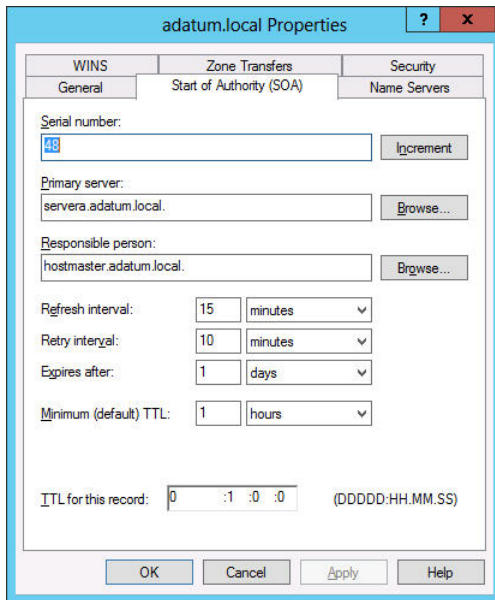 adatum.local Properties
? x
WINS Zone Transfers Security
General Start of Authority (SOA) Name Servers
Serial number:
48 Increment
Primary server:
servera.adatum.local. Browse...
Responsible person:
hostmaster.adatum.local. Browse...
Refresh interval: 15 minutes
Retry interval: 10 minutes
Expires after: 1 days
Minimum (default) TTL: 1 hours
TTL for this record: 0 :1 :0 :0 (DDDDD:HH.MM.SS)
OK Cancel Apply Help